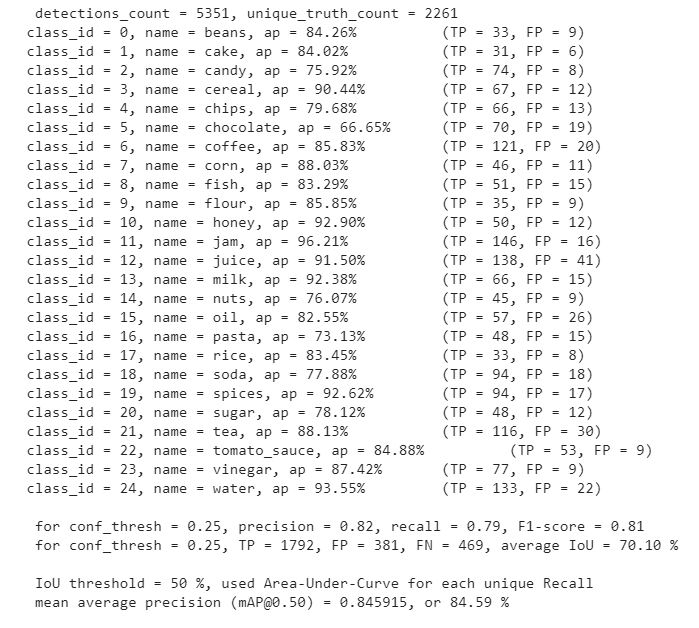 detections_count = 5351, unique_truth_count = 2261
class_id = 0, name = beans, ap = 84.26% (TP = 33, FP = 9)
class_id = 1, name = cake, ap = 84.02% (TP = 31, FP = 6)
class_id = 2, name = candy, ap = 75.92% (TP = 74, FP = 8)
class_id = 3, name = cereal, ap = 90.44% (TP = 67, FP = 12)
class_id = 4, name = chips, ap = 79.68% (TP = 66, FP = 13)
class_id = 5, name = chocolate, ap = 66.65% (TP = 70, FP = 19)
class_id = 6, name = coffee, ap = 85.83% (TP = 121, FP = 20)
class_id = 7, name = corn, ap = 88.03% (TP = 46, FP = 11)
class_id = 8, name = fish, ap = 83.29% (TP = 51, FP = 15)
class_id = 9, name = flour, ap = 85.85% (TP = 35, FP = 9)
class_id = 10, name = honey, ap = 92.90% (TP = 50, FP = 12)
class_id = 11, name = jam, ap = 96.21% (TP = 146, FP = 16)
class_id = 12, name = juice, ap = 91.50% (TP = 138, FP = 41)
class_id = 13, name = milk, ap = 92.38% (TP = 66, FP = 15)
class_id = 14, name = nuts, ap = 76.07% (TP = 45, FP = 9)
class_id = 15, name = oil, ap = 82.55% (TP = 57, FP = 26)
class_id = 16, name = pasta, ap = 73.13% (TP = 48, FP = 15)
class_id = 17, name = rice, ap = 83.45% (TP = 33, FP = 8)
class_id = 18, name = soda, ap = 77.88% (TP = 94, FP = 18)
class_id = 19, name = spices, ap = 92.62% (TP = 94, FP = 17)
class_id = 20, name = sugar, ap = 78.12% (TP = 48, FP = 12)
class_id = 21, name = tea, ap = 88.13% (TP = 116, FP = 30)
class_id = 22, name = tomato_sauce, ap = 84.88% (TP = 53, FP = 9)
class_id = 23, name = vinegar, ap = 87.42% (TP = 77, FP = 9)
class_id = 24, name = water, ap = 93.55% (TP = 133, FP = 22)
for conf_thresh = 0.25, precision = 0.82, recall = 0.79, F1-score = 0.81
for conf_thresh = 0.25, TP = 1792, FP = 381, FN = 469, average IoU = 70.10 %
IoU threshold = 50 %, used Area-Under-Curve for each unique Recall
mean average precision (mAP@0.50) = 0.845915, or 84.59 %